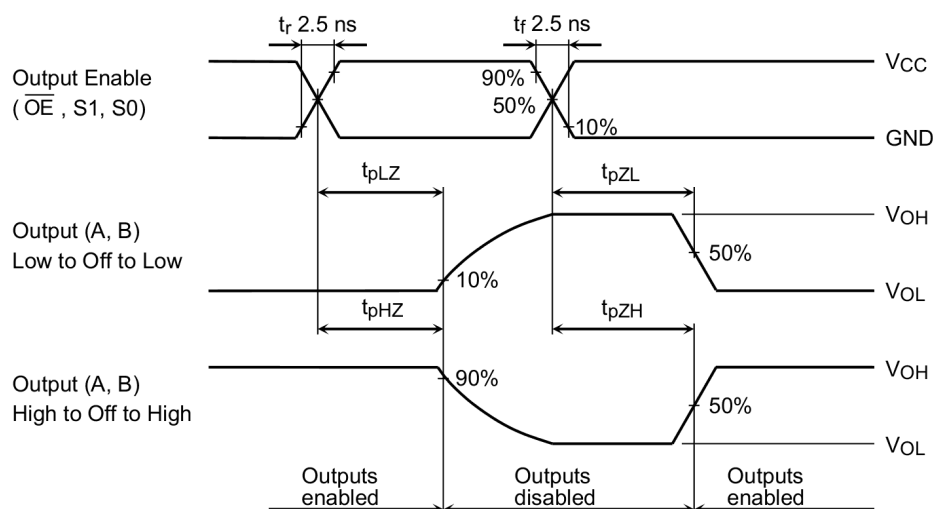 tr 2.5 ns
tf 2.5 ns
Output Enable
( OE , S1, S0)
90%
50%
10%
VCC
GND
tpLZ
tpZL
Output (A, B)
Low to Off to Low
10%
50%
VOH
VOL
tpHZ
tpZH
Output (A, B)
High to Off to High
90%
50%
VOH
VOL
Outputs
enabled
Outputs
disabled
Outputs
enabled